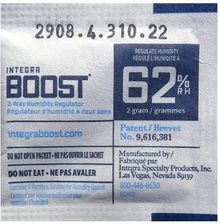 2908.4.310.22
INTEGRA
BOOST
2-Way Humidity Regulator
Régulateur d'humidité à deux sens
integraboost.com
DO NOT OPEN PACKET • NE PAS OUVRIR LE SACHET
DO NOT EAT • NE PAS AVALER
REGULATE HUMIDITY
RÉGULE L'HUMIDITÉ À
62% RH
2 gram / grammes
Patent / Brevet
No. 9,616,381
Manufactured by /
Fabriqué par
Integra Specialty Products, Inc.
Las Vegas, Nevada 89139
800-446-6650